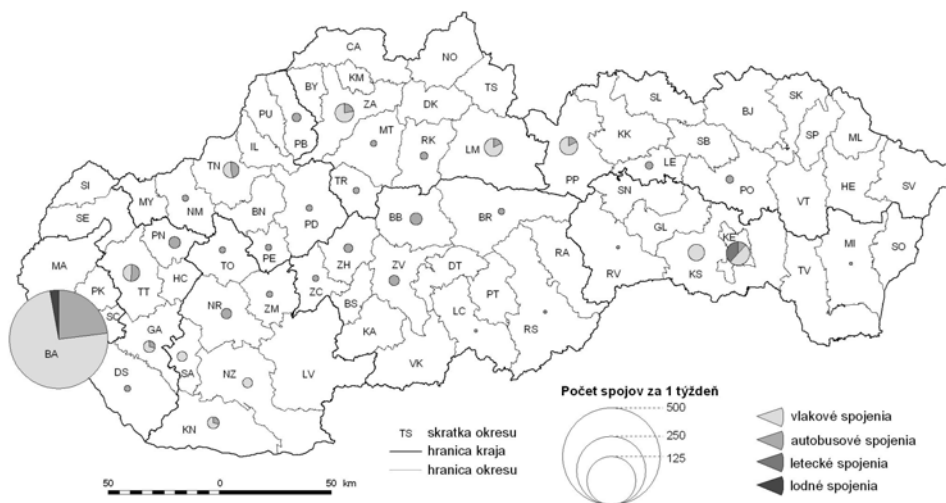 CA
NO
BY
KM
ZA
DK
TS
PU
IL
PB
MT
RK
LM
TN
TR
SL
KK
BJ
SK
SP
ML
SB
LE
PP
PO
VT
HE
SV
SI
MY
NM
BN
PD
BB
BR
SN
GL
KE
SE
PN
TO
PE
ZH
ZV
DT
RA
RV
KS
TV
MI
SO
MA
PK
TT
HC
ZC
BS
PT
SC
NR
ZM
LC
RS
BA
GA
KA
DS
SA
NZ
LV
VK
KN
TS skratka okresu
hranica kraja
hranica okresu
50 0 50 km
Počet spojov za 1 týždeň
500
250
125
vlakové spojenia
autobusové spojenia
letecké spojenia
lodné spojenia